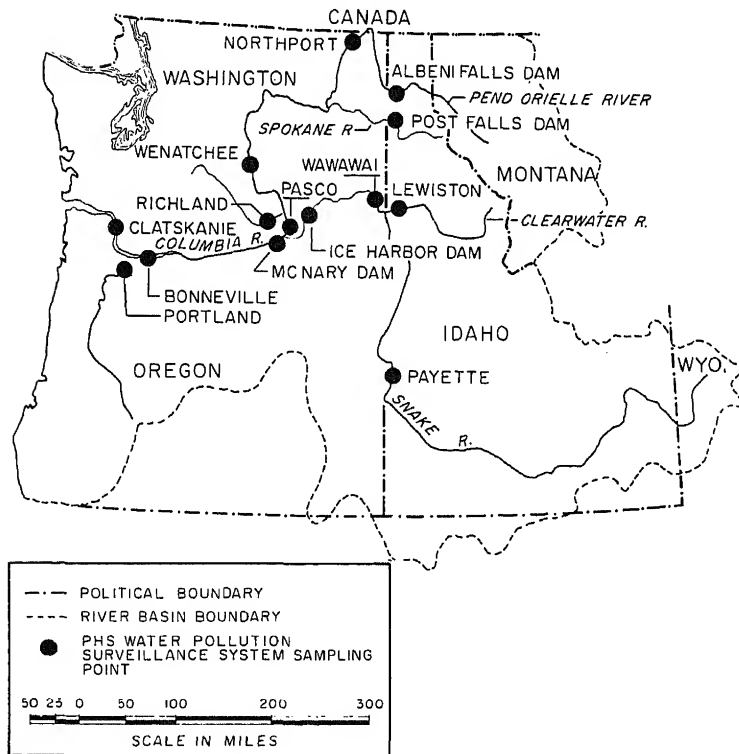 CANADA
NORTHPORT
WASHINGTON
ALBENI FALLS DAM
PEND ORIELLE RIVER
SPOKANE R
POST FALLS DAM
WENATCHEE
WAWAWAI
MONTANA
RICHLAND
PASCO
LEWISTON
CLATSKANIE
CLEARWATER R.
COLUMBIA R.
ICE HARBOR DAM
MC NARY DAM
BONNEVILLE
PORTLAND
IDAHO
OREGON
WYO.
PAYETTE
SNAKE R.
POLITICAL BOUNDARY
RIVER BASIN BOUNDARY
PHS WATER POLLUTION
SURVEILLANCE SYSTEM SAMPLING
POINT
50 25 0 50 100 200 300
SCALE IN MILES